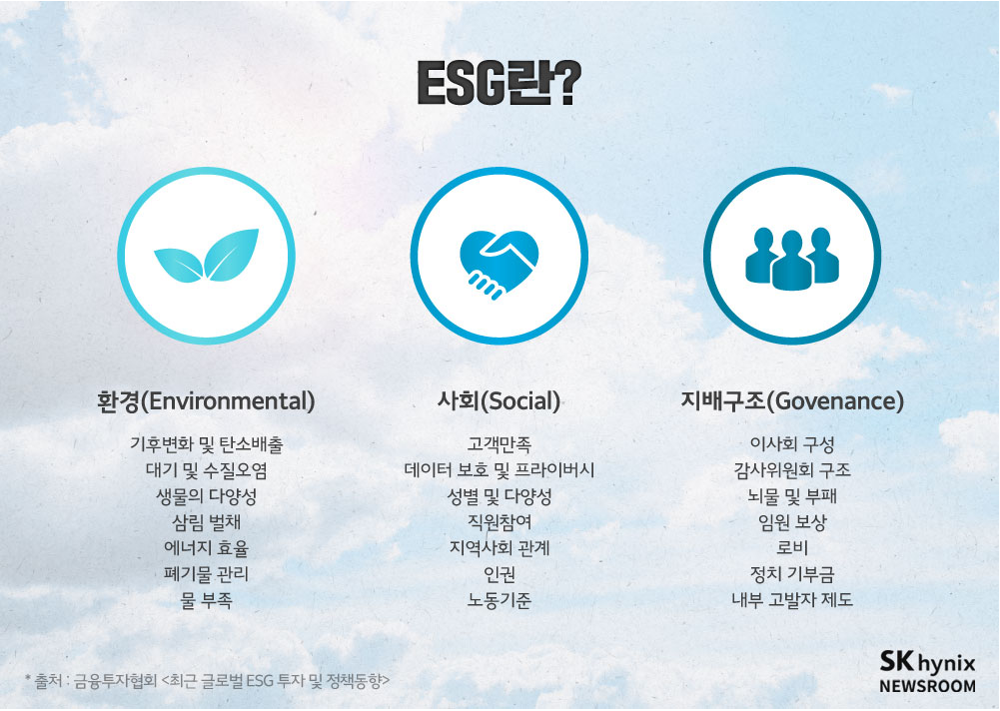 ESG란?
환경(Environmental)
기후변화 및 탄소배출
대기 및 수질오염
생물의 다양성
삼림 벌채
에너지 효율
폐기물 관리
물 부족
사회(Social)
고객만족
데이터 보호 및 프라이버시
성별 및 다양성
직원참여
지역사회 관계
인권
노동기준
지배구조(Govenance)
이사회 구성
감사위원회 구조
뇌물 및 부패
임원 보상
로비
정치 기부금
내부 고발자 제도
* 출처 : 금융투자협회 <최근 글로벌 ESG 투자 및 정책동향>
SK hynix
NEWSROOM